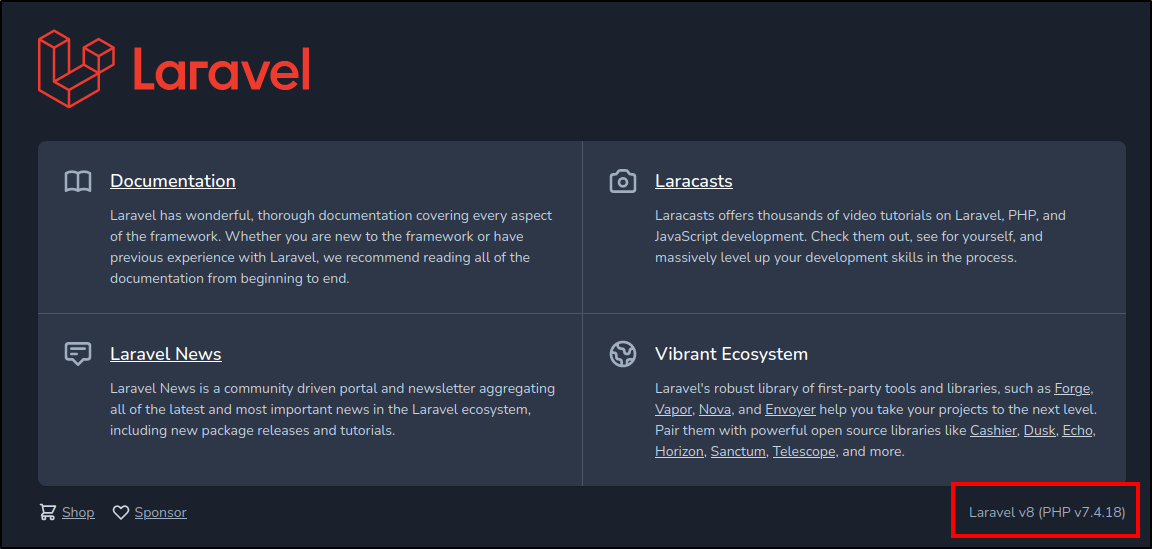 Laravel
Documentation
Laravel has wonderful, thorough documentation covering every aspect
of the framework. Whether you are new to the framework or have
previous experience with Laravel, we recommend reading all of the
documentation from beginning to end.
Laracasts
Laracasts offers thousands of video tutorials on Laravel, PHP, and
JavaScript development. Check them out, see for yourself, and
massively level up your development skills in the process.
Laravel News
Laravel News is a community driven portal and newsletter aggregating
all of the latest and most important news in the Laravel ecosystem,
including new package releases and tutorials.
Vibrant Ecosystem
Laravel's robust library of first-party tools and libraries, such as Forge,
Vapor, Nova, and Envoyer help you take your projects to the next level.
Pair them with powerful open source libraries like Cashier, Dusk, Echo,
Horizon, Sanctum, Telescope, and more.
Shop
Sponsor
Laravel v8 (PHP v7.4.18)